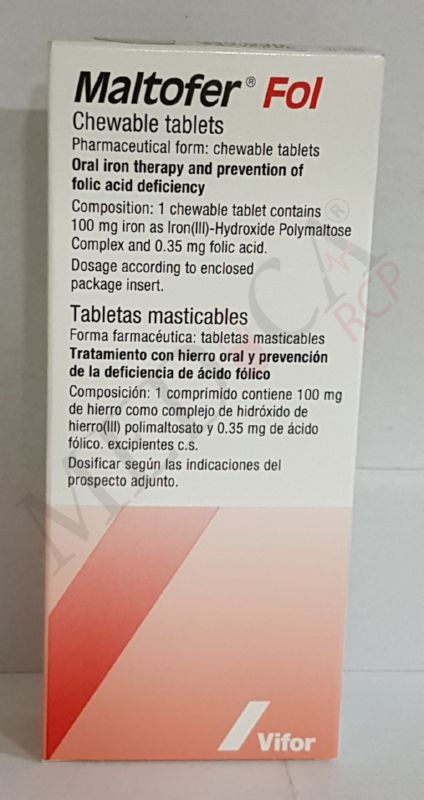 Maltofer® Fol
Chewable tablets
Pharmaceutical form: chewable tablets
Oral iron therapy and prevention of
folic acid deficiency
Composition: 1 chewable tablet contains
100 mg iron as Iron(III)-Hydroxide Polymaltose
Complex and 0.35 mg folic acid.
Dosage according to enclosed
package insert.
Tabletas masticables
Forma farmacéutica: tabletas masticables
Tratamiento con hierro oral y prevención
de la deficiencia de ácido fólico
Composición: 1 comprimido contiene 100 mg
de hierro como complejo de hidróxido de
hierro(III) polimaltosato y 0.35 mg de ácido
fólico. excipientes c.s.
Dosificar según las indicaciones del
prospecto adjunto.
Vifor
RCP